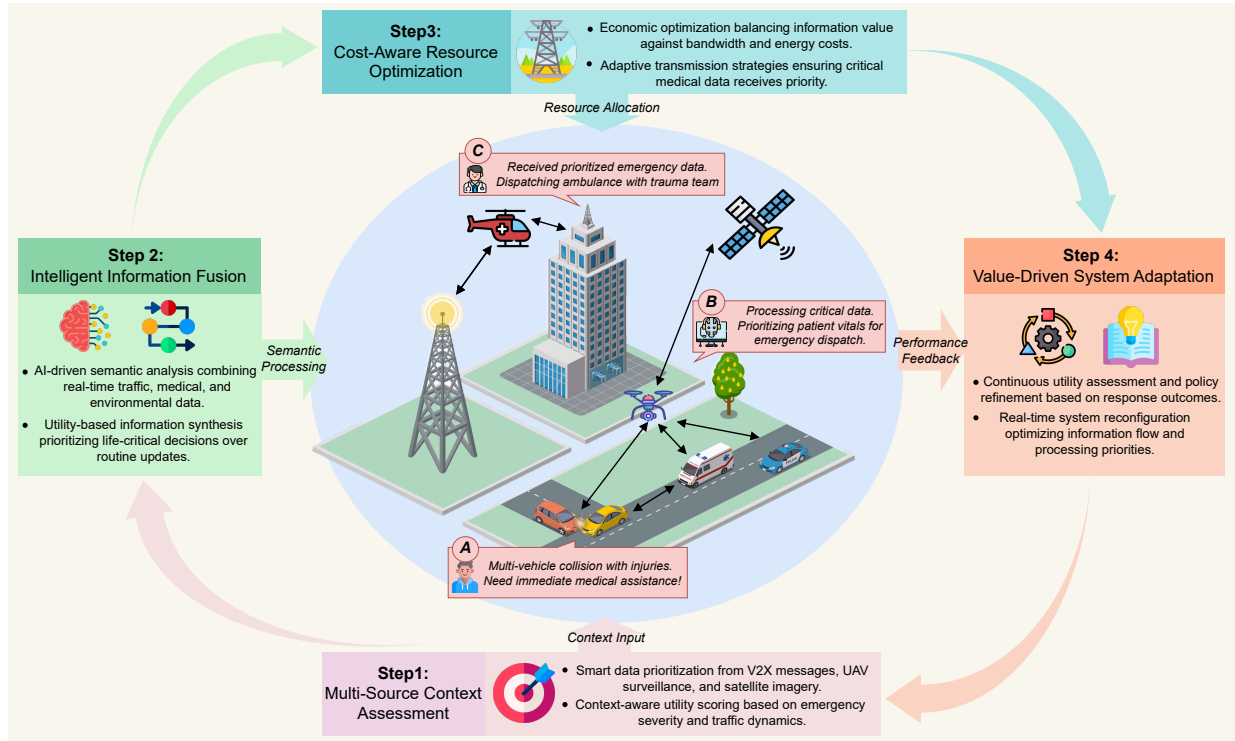 Step3:
Cost-Aware Resource
Optimization
• Economic optimization balancing information value
against bandwidth and energy costs.
• Adaptive transmission strategies ensuring critical
medical data receives priority.
Resource Allocation
C
Received prioritized emergency data.
Dispatching ambulance with trauma team
Step 2:
Intelligent Information Fusion
• AI-driven semantic analysis combining
real-time traffic, medical, and
environmental data.
• Utility-based information synthesis
prioritizing life-critical decisions over
routine updates.
Semantic
Processing
B
Processing critical data.
Prioritizing patient vitals for
emergency dispatch.
Performance
Feedback
Step 4:
Value-Driven System Adaptation
• Continuous utility assessment and policy
refinement based on response outcomes.
• Real-time system reconfiguration
optimizing information flow and
processing priorities.
A
Multi-vehicle collision with injuries.
Need immediate medical assistance!
Context Input
Step1:
Multi-Source Context
Assessment
• Smart data prioritization from V2X messages, UAV
surveillance, and satellite imagery.
• Context-aware utility scoring based on emergency
severity and traffic dynamics.